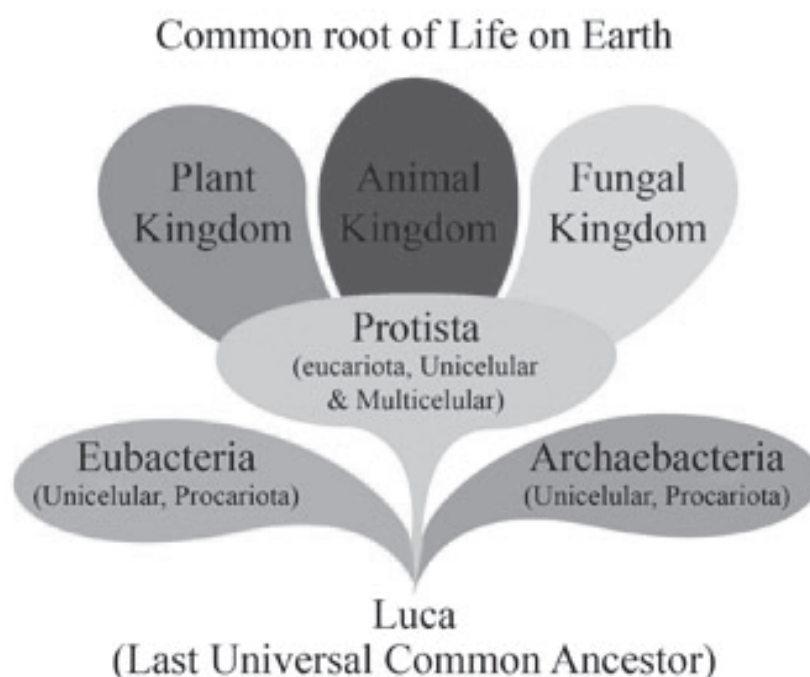 Common root of Life on Earth
Plant
Kingdom
Animal
Kingdom
Fungal
Kingdom
Protista
(eucariota, Unicelular
& Multicelular)
Eubacteria
(Unicelular, Procariota)
Archaebacteria
(Unicelular, Procariota)
Luca
(Last Universal Common Ancestor)